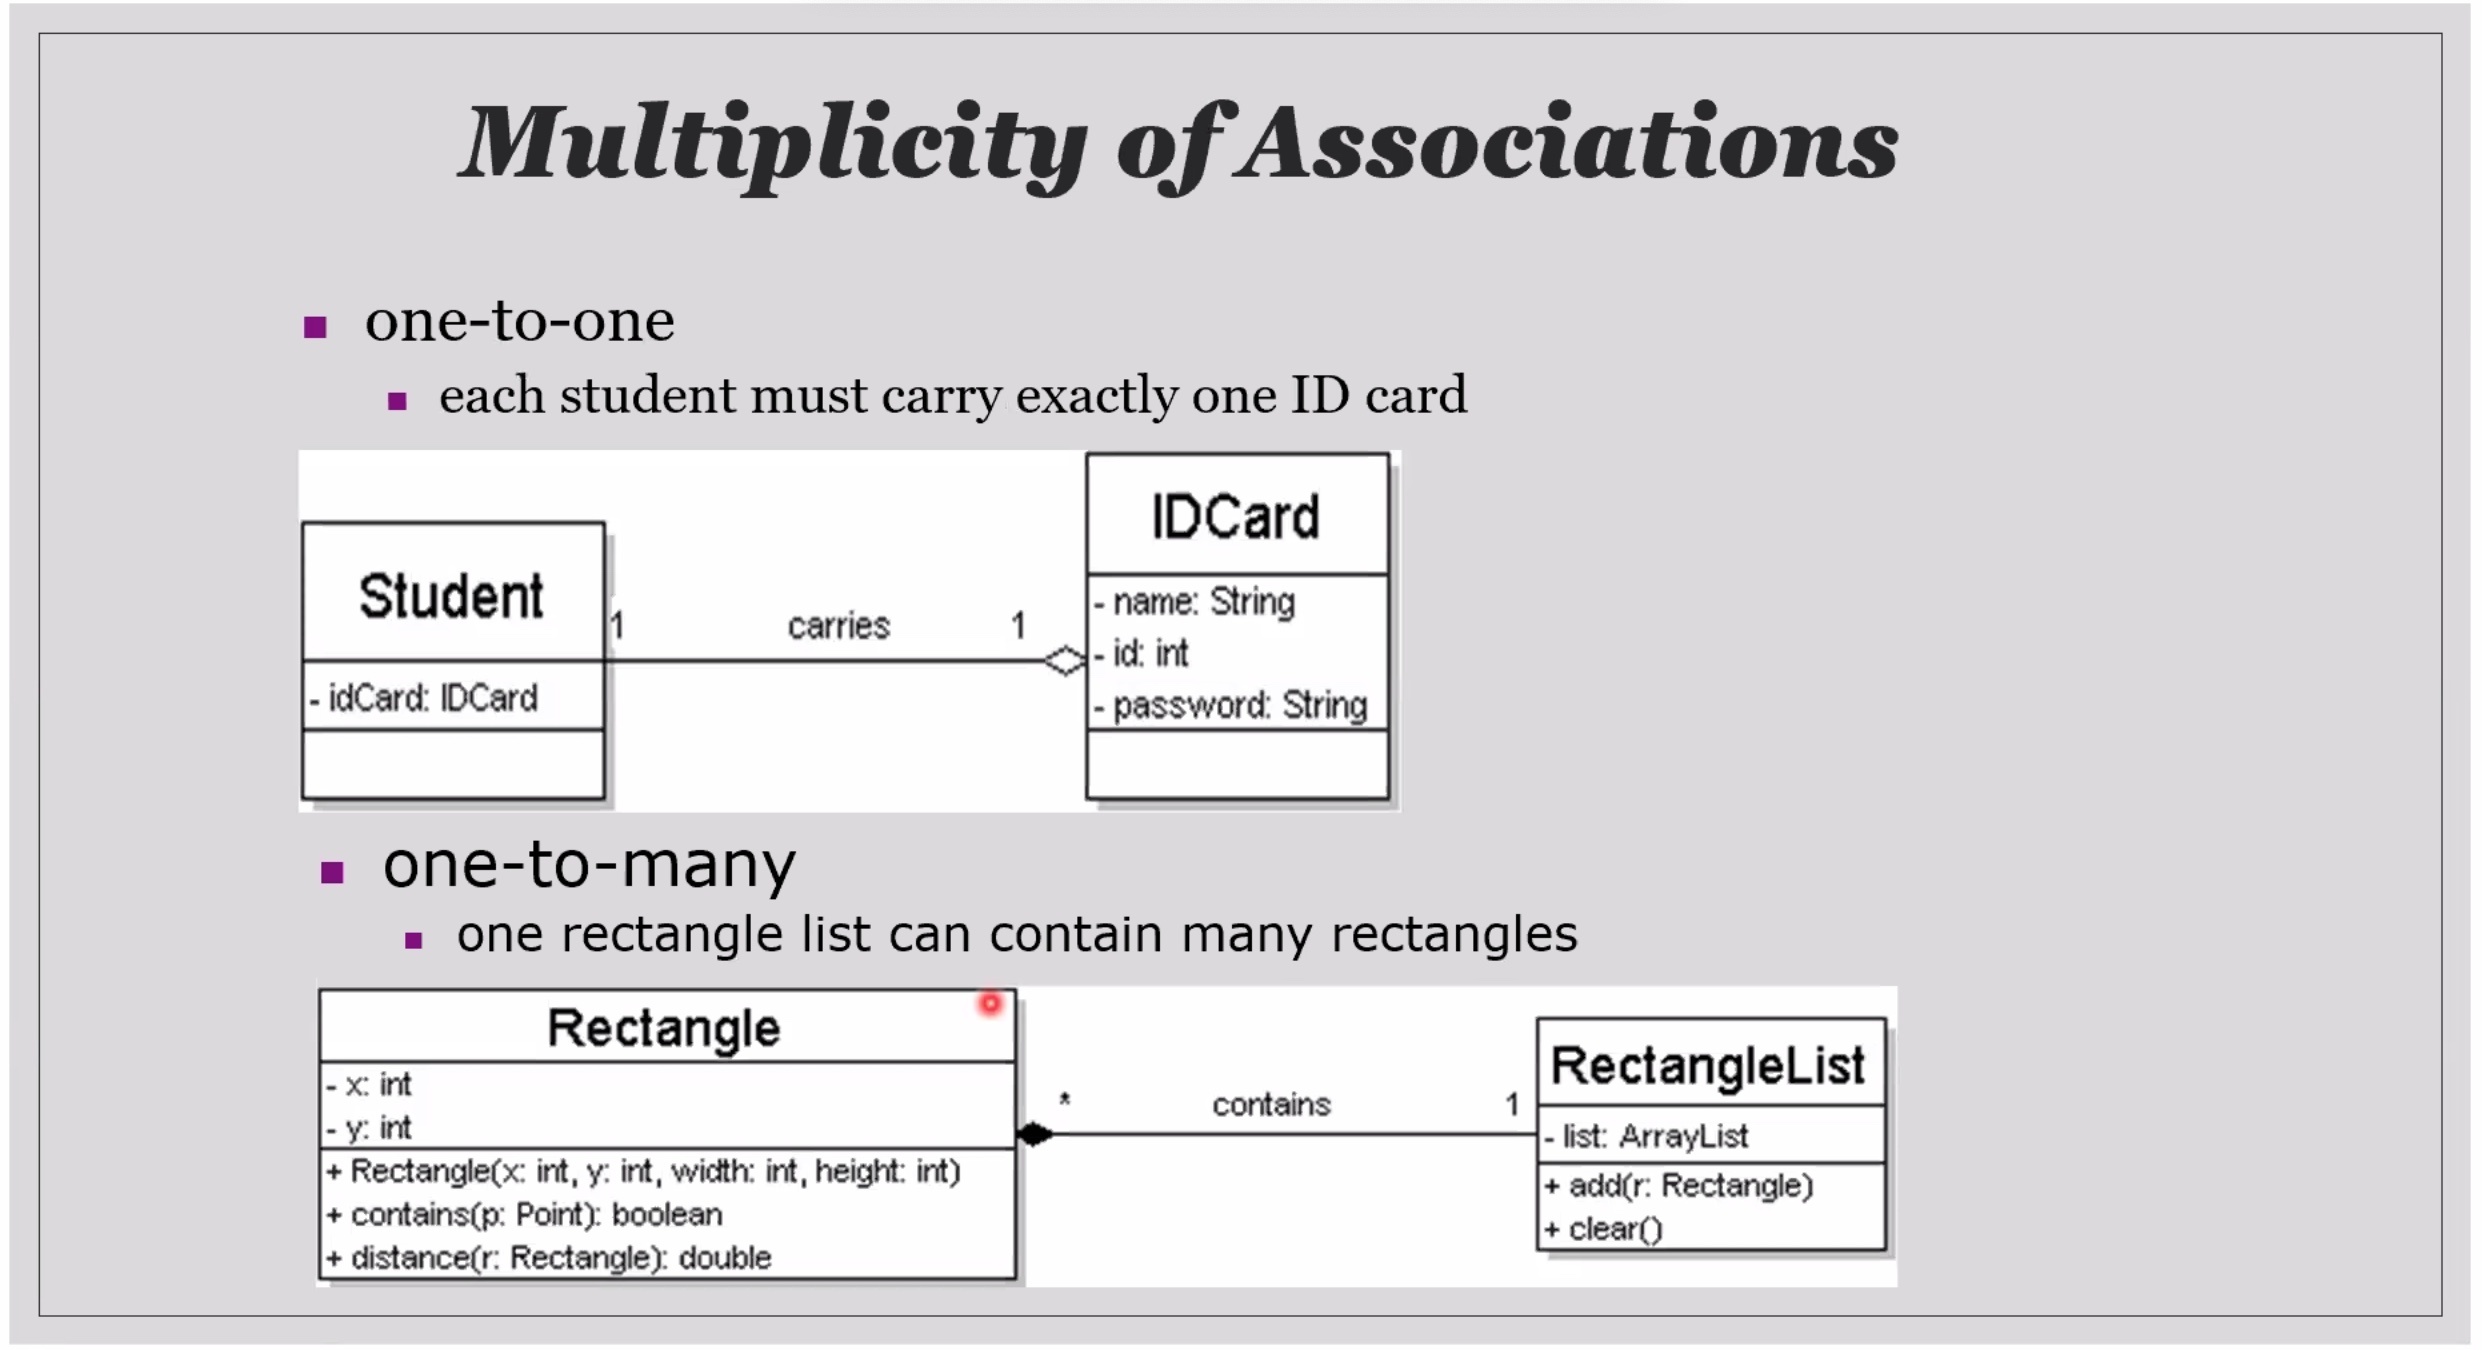 Multiplicity of Associations
one-to-one
each student must carry exactly one ID card
Student
- idCard: IDCard
1 carries 1
IDCard
- name: String
- id: int
- password: String
one-to-many
one rectangle list can contain many rectangles
Rectangle
- x: int
- y: int
+ Rectangle(x: int, y: int, width: int, height: int)
+ contains(p: Point): boolean
+ distance(r: Rectangle): double
* contains 1
RectangleList
- list: ArrayList
+ add(r: Rectangle)
+ clear()